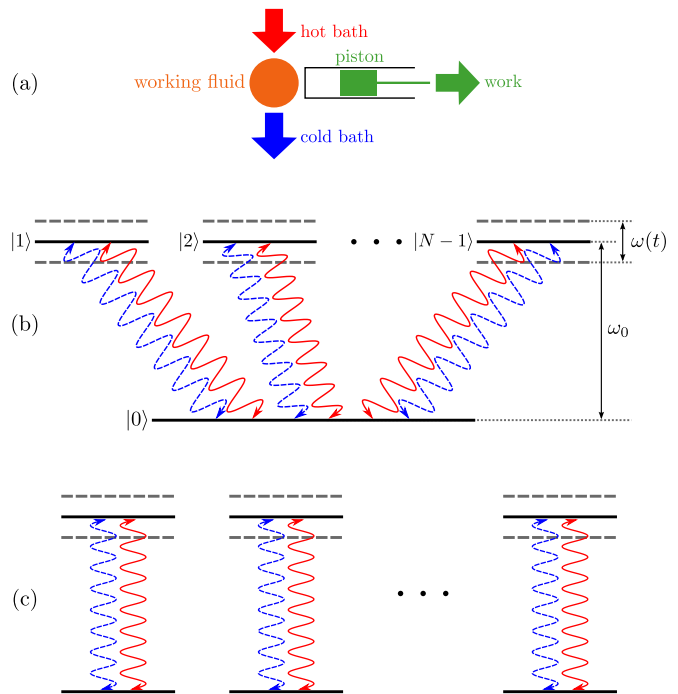 (a)
hot bath
piston
working fluid
work
cold bath
(b)
|1⟩
|2⟩
• • •
|N − 1⟩
ω(t)
ω₀
|0⟩
(c)
• • •